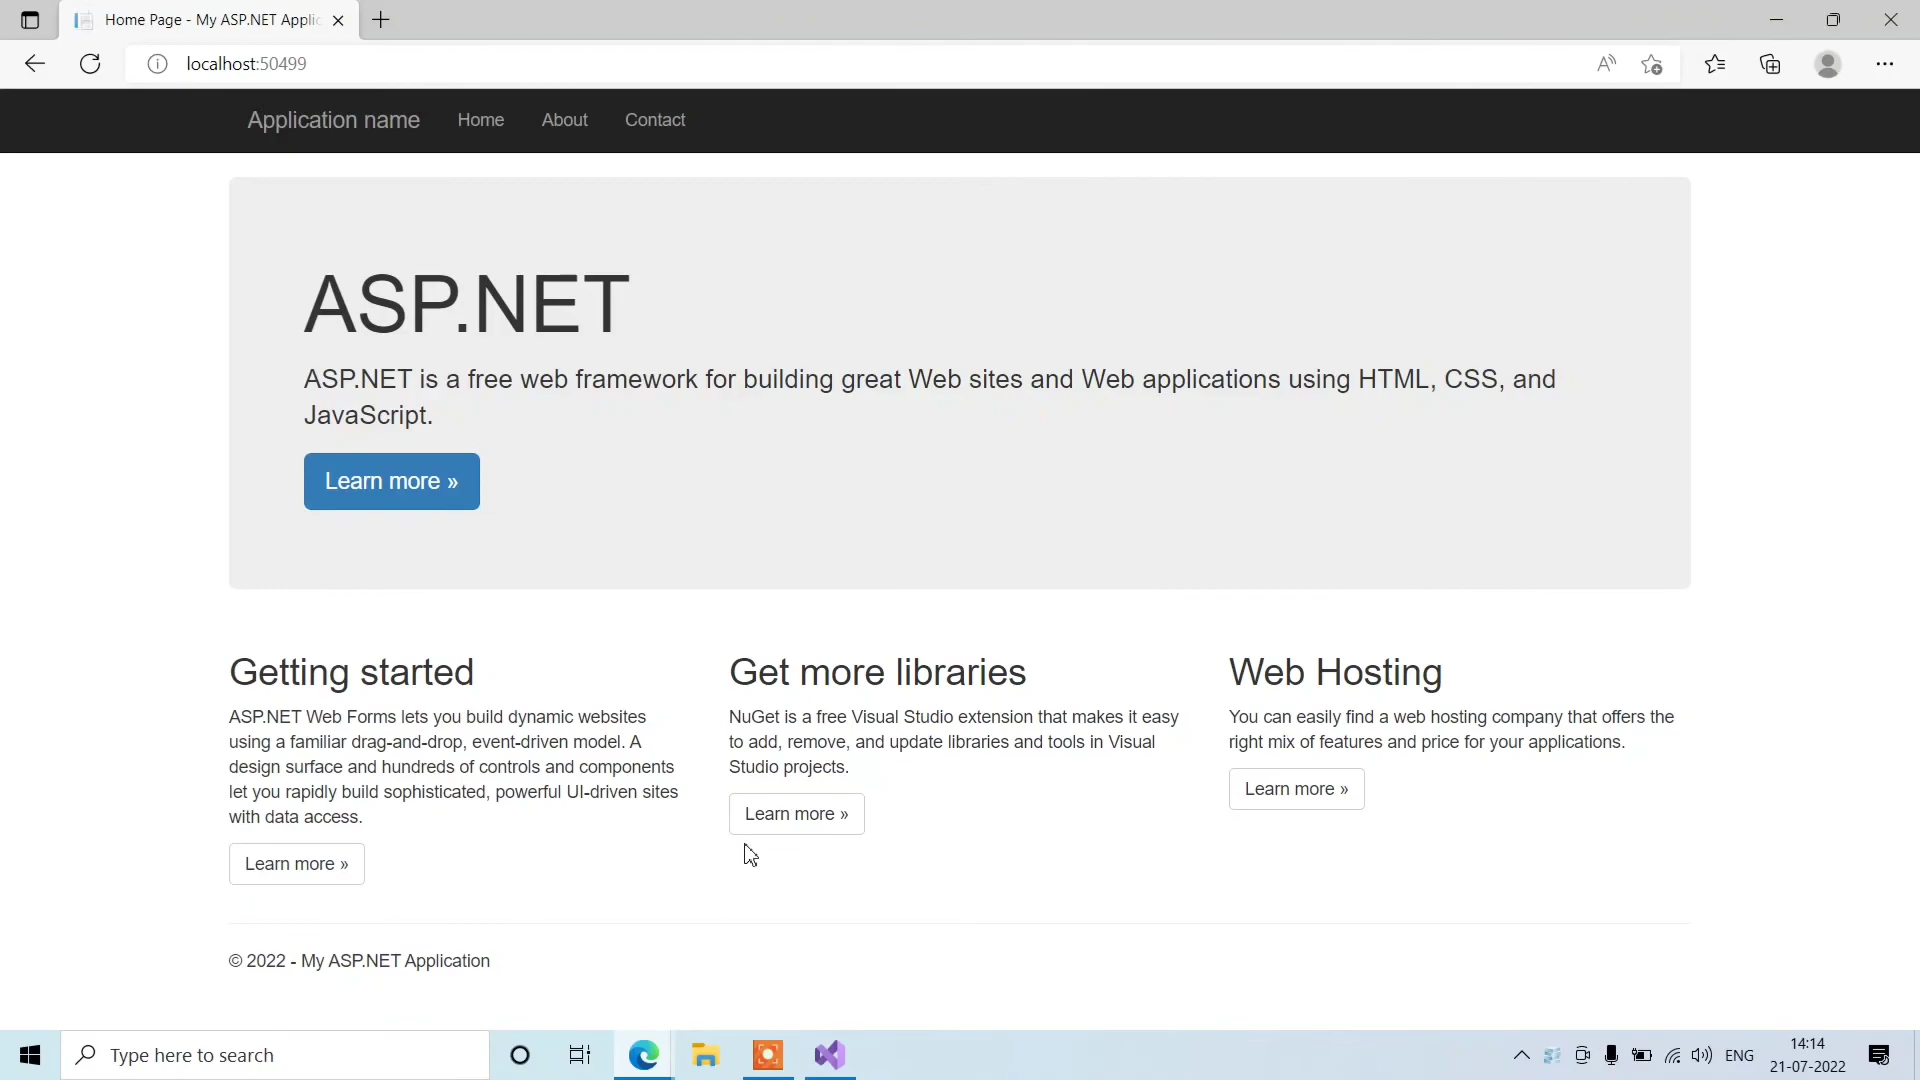 Home Page - My ASP.NET Applic
localhost:50499
Application name Home About Contact
ASP.NET
ASP.NET is a free web framework for building great Web sites and Web applications using HTML, CSS, and
JavaScript.
Learn more »
Getting started
ASP.NET Web Forms lets you build dynamic websites
using a familiar drag-and-drop, event-driven model. A
design surface and hundreds of controls and components
let you rapidly build sophisticated, powerful UI-driven sites
with data access.
Learn more »
Get more libraries
NuGet is a free Visual Studio extension that makes it easy
to add, remove, and update libraries and tools in Visual
Studio projects.
Learn more »
Web Hosting
You can easily find a web hosting company that offers the
right mix of features and price for your applications.
Learn more »
© 2022 - My ASP.NET Application
Type here to search
ENG
14:14
21-07-2022